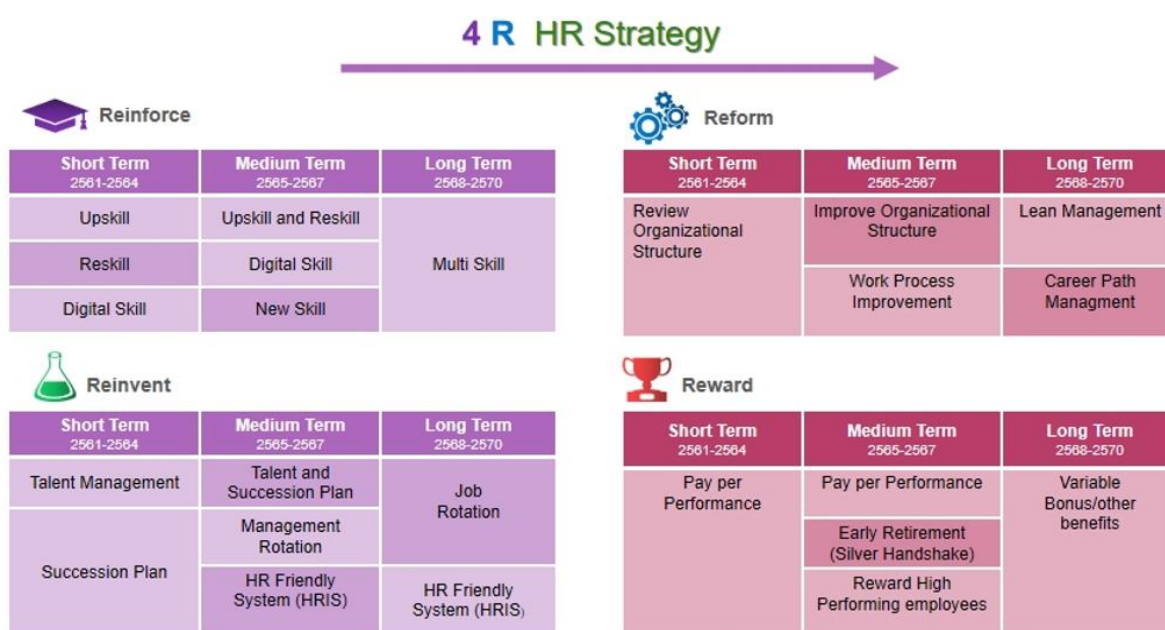 4 R HR Strategy
Reinforce
Short Term Medium Term Long Term
2561-2564 2565-2567 2568-2570
Upskill Upskill and Reskill
Reskill Digital Skill Multi Skill
Digital Skill New Skill
Reform
Short Term Medium Term Long Term
2561-2564 2565-2567 2568-2570
Review
Organizational
Structure
Improve Organizational
Structure
Work Process
Improvement
Lean Management
Career Path
Managment
Reinvent
Short Term Medium Term Long Term
2561-2564 2565-2567 2568-2570
Talent Management
Succession Plan
Talent and
Succession Plan
Management
Rotation
HR Friendly
System (HRIS)
Job
Rotation
HR Friendly
System (HRIS)
Reward
Short Term Medium Term Long Term
2561-2564 2565-2567 2568-2570
Pay per
Performance
Pay per Performance
Early Retirement
(Silver Handshake)
Reward High
Performing employees
Variable
Bonus/other
benefits